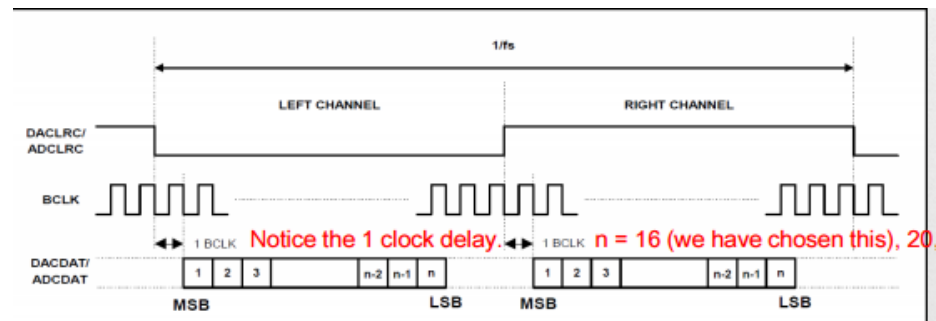 1/fs
LEFT CHANNEL RIGHT CHANNEL
DACLRC/
ADCLRC
BCLK
1 BCLK Notice the 1 clock delay. 1 BCLK n = 16 (we have chosen this), 20,
DACDAT/
ADCDAT
1 2 3 n-2 n-1 n 1 2 3 n-2 n-1 n
MSB LSB MSB LSB